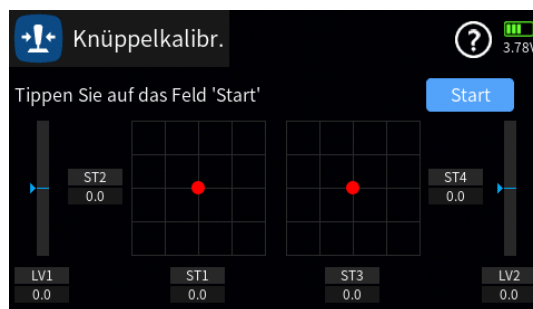 Knüppelkalibr.
?
3.78V
Tippen Sie auf das Feld 'Start'
Start
ST2
0.0
ST4
0.0
LV1
0.0
ST1
0.0
ST3
0.0
LV2
0.0